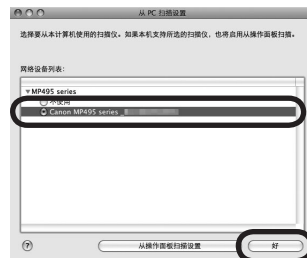 从 PC 扫描设置
选择要从本计算机使用的扫描仪。如果本机支持所选的扫描仪，也将启用从操作面板扫描。
网络设备列表:
▼MP495 series
不使用
Canon MP495 series _
?
从操作面板扫描设置
好